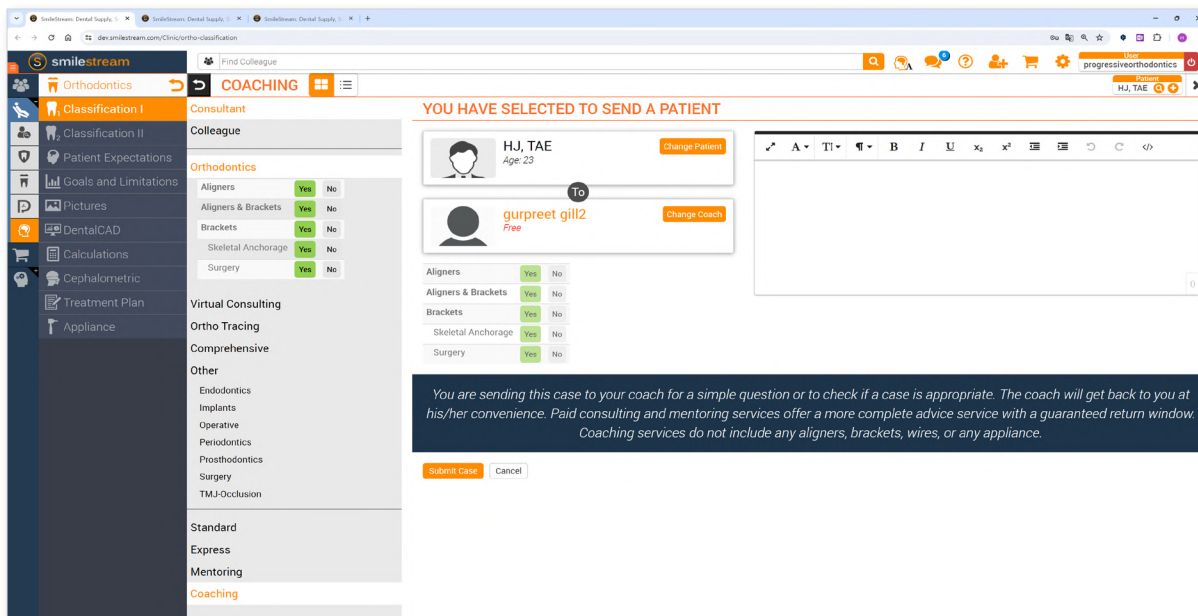 SmileStream. Dental Supply, S
SmileStream. Dental Supply, S
SmileStream. Dental Supply, S
dev.smilestream.com/Clinic/ortho-classification
smilestream
Find Colleague
6
User
progressiveorthodontics
Orthodontics
COACHING
Patient
HJ, TAE
Classification I
Classification II
Patient Expectations
Goals and Limitations
Pictures
DentalCAD
Calculations
Cephalometric
Treatment Plan
Appliance
Consultant
Colleague
Orthodontics
Aligners Yes No
Aligners & Brackets Yes No
Brackets Yes No
Skeletal Anchorage Yes No
Surgery Yes No
Virtual Consulting
Ortho Tracing
Comprehensive
Other
Endodontics
Implants
Operative
Periodontics
Prosthodontics
Surgery
TMJ-Occlusion
Standard
Express
Mentoring
Coaching
YOU HAVE SELECTED TO SEND A PATIENT
HJ, TAE
Age: 23
Change Patient
To
gurpreet gill2
Free
Change Coach
Aligners Yes No
Aligners & Brackets Yes No
Brackets Yes No
Skeletal Anchorage Yes No
Surgery Yes No
A T! ¶ B I U x₂ x² </>
0
You are sending this case to your coach for a simple question or to check if a case is appropriate. The coach will get back to you at
his/her convenience. Paid consulting and mentoring services offer a more complete advice service with a guaranteed return window.
Coaching services do not include any aligners, brackets, wires, or any appliance.
Submit Case Cancel